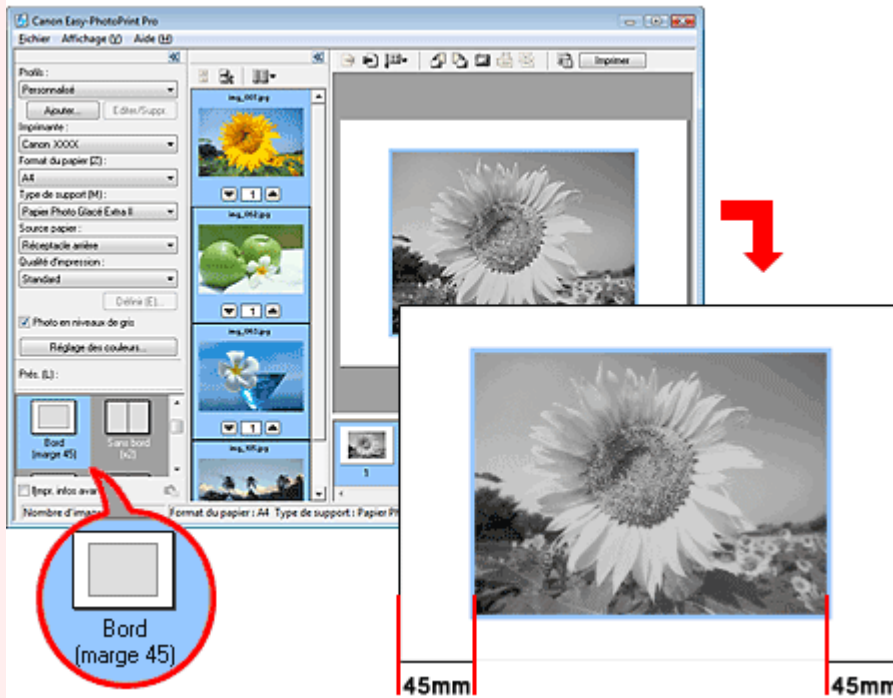 Canon Easy-PhotoPrint Pro
Fichier Affichage (V) Aide (H)
Profils :
Personnalisé
Ajouter... Editer/Suppr.
Imprimante :
Canon XXXX
Format du papier (Z) :
A4
Type de support (M) :
Papier Photo Glacé Extra II
Source papier :
Réceptacle arrière
Qualité d'impression :
Standard
Définir (E)...
Photo en niveaux de gris
Réglage des couleurs...
Prés. (L) :
Bord
(marge 45)
Sans bord
(x2)
Impr. infos avan
Nombre d'imag
img_001.jpg
1
img_002.jpg
1
img_003.jpg
1
Imprimer
1
Format du papier : A4 Type de support : Papier Ph
Bord
(marge 45)
45mm
45mm